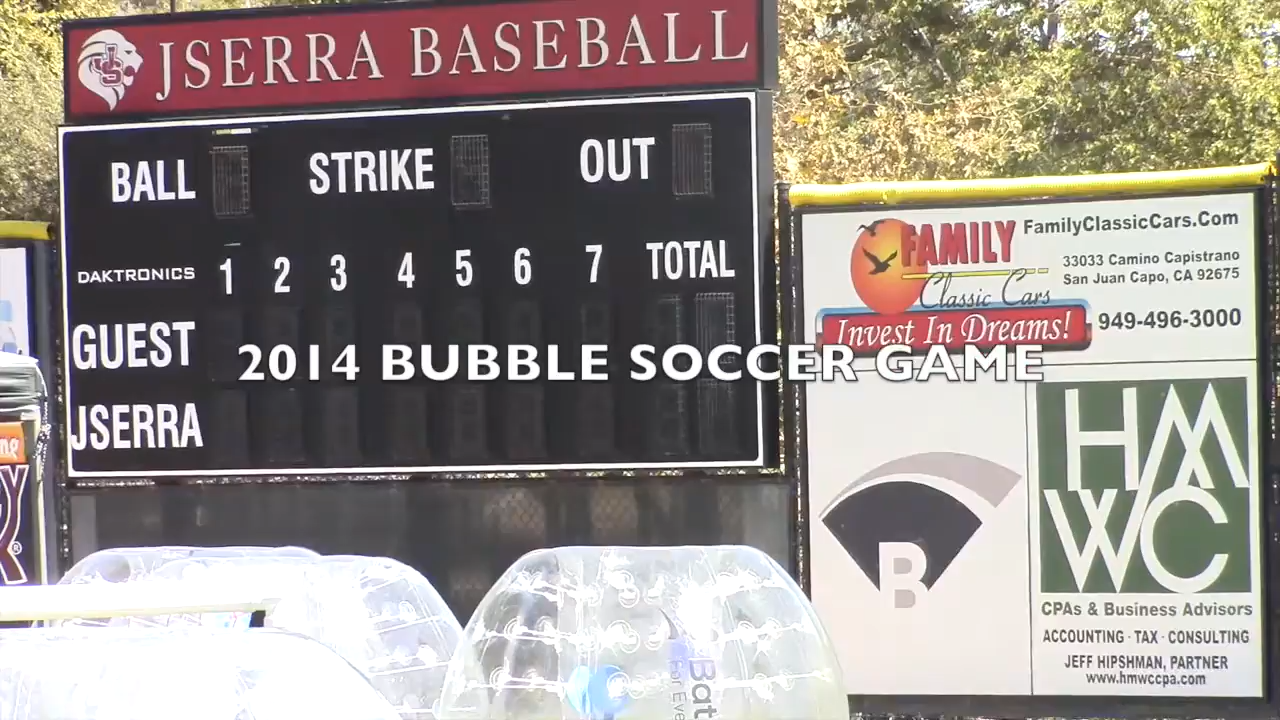 JSERRA BASEBALL
BALL STRIKE OUT
DAKTRONICS 1 2 3 4 5 6 7 TOTAL
GUEST
JSERRA
2014 BUBBLE SOCCER GAME
FAMILY
Classic Cars
Invest In Dreams!
FamilyClassicCars.Com
33033 Camino Capistrano
San Juan Capo, CA 92675
949-496-3000
B
HMWC
CPAs & Business Advisors
ACCOUNTING · TAX · CONSULTING
JEFF HIPSHMAN, PARTNER
www.hmwccpa.com